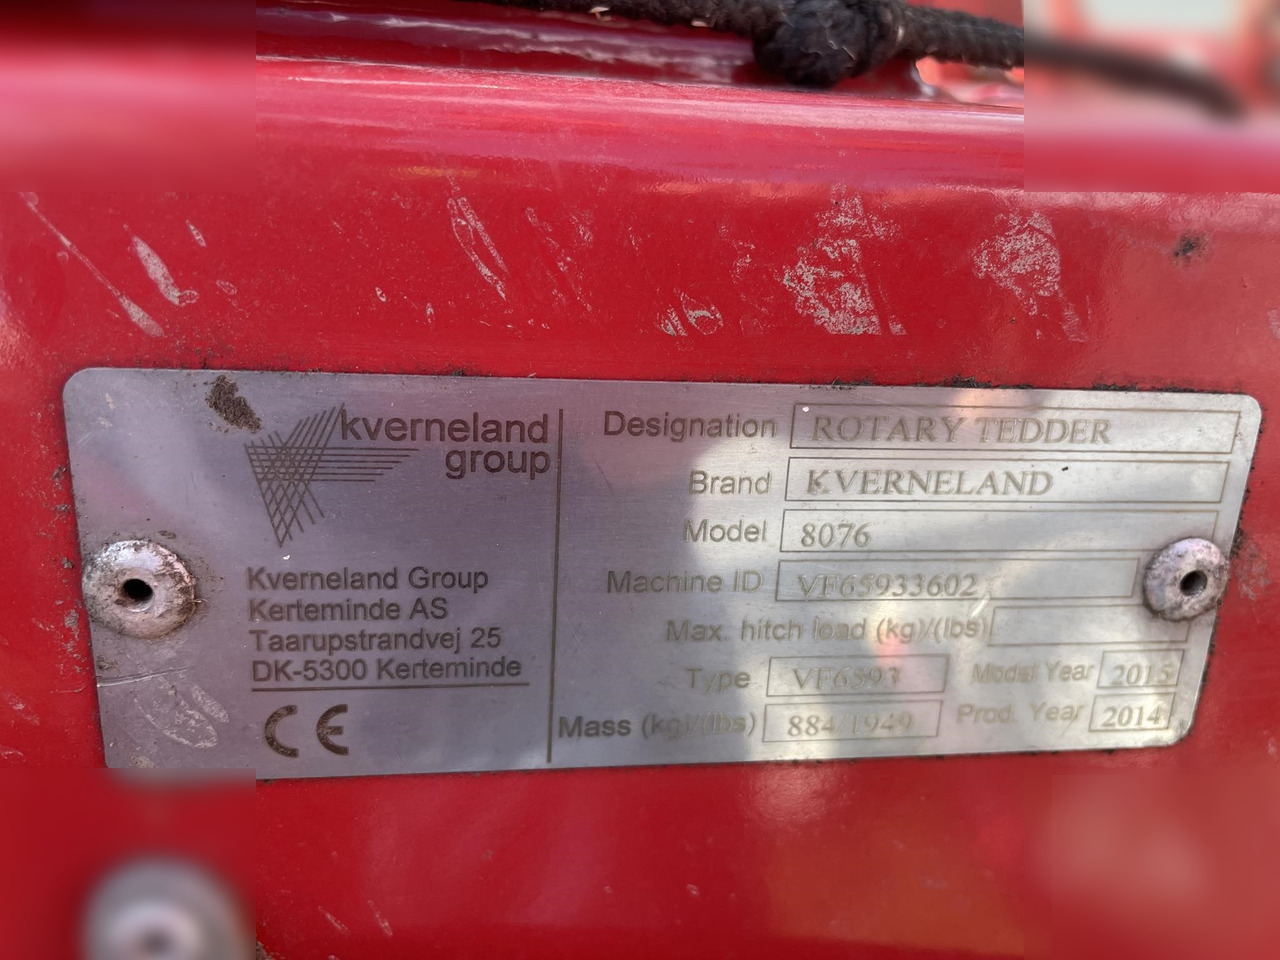 kverneland
group
Kverneland Group
Kerteminde AS
Taarupstrandvej 25
DK-5300 Kerteminde
CE
Designation ROTARY TEDDER
Brand KVERNELAND
Model 8076
Machine ID VF65933602
Max. hitch load (kg)/(lbs)
Type VF6593 Model Year 2015
Mass (kg)/(lbs) 884/1949 Prod. Year 2014